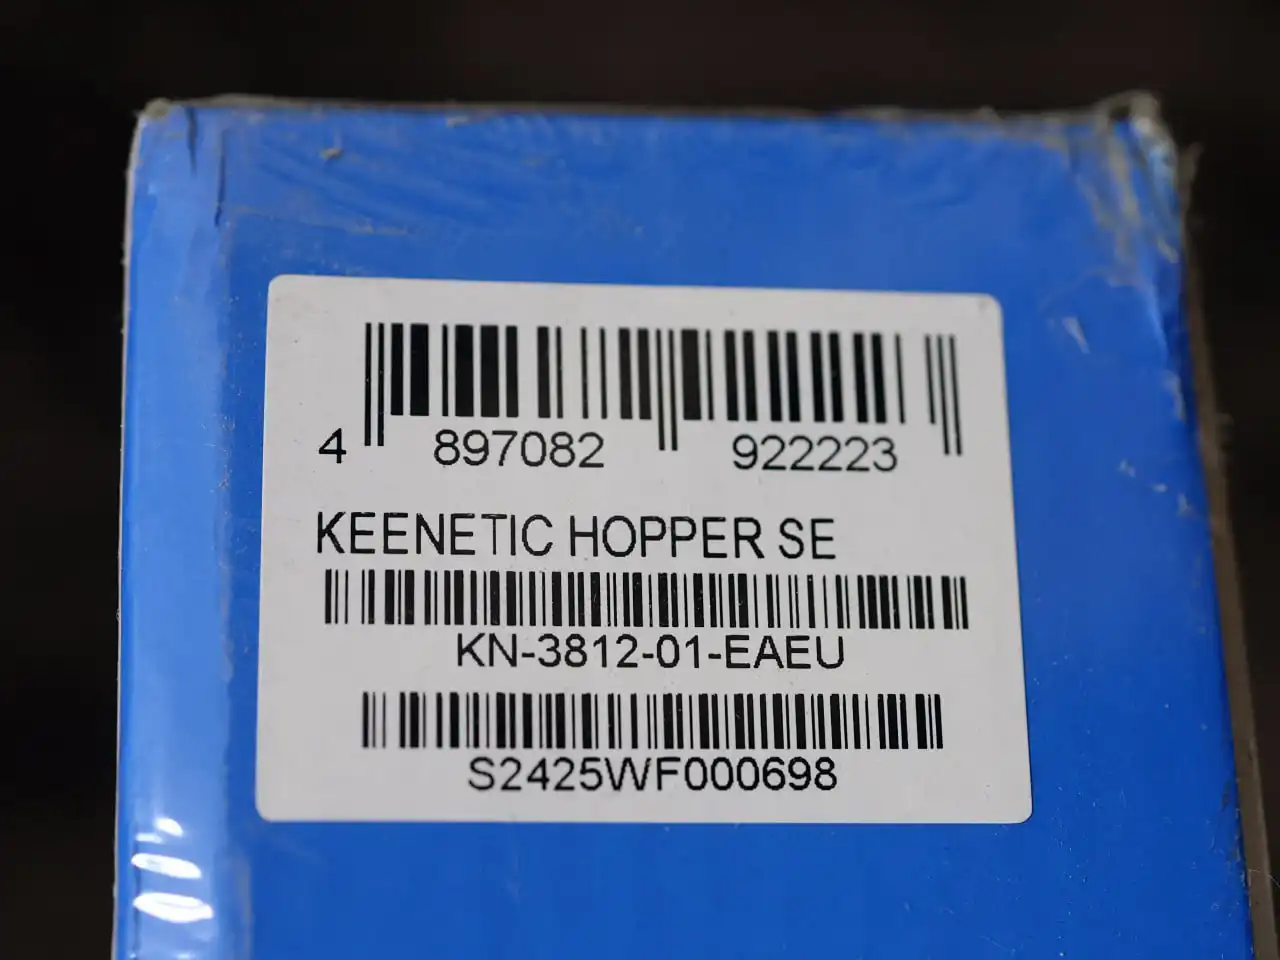 4 897082 922223
KEENETIC HOPPER SE
KN-3812-01-EAEU
S2425WF000698